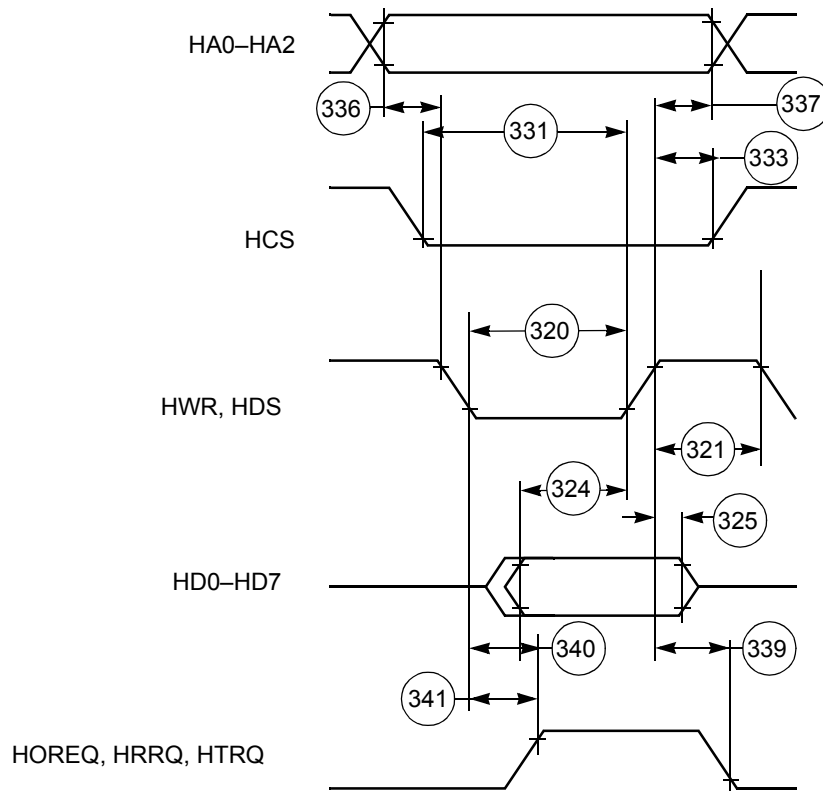 HA0–HA2
336
337
331
333
HCS
320
HWR, HDS
321
324
325
HD0–HD7
340
339
341
HOREQ, HRRQ, HTRQ